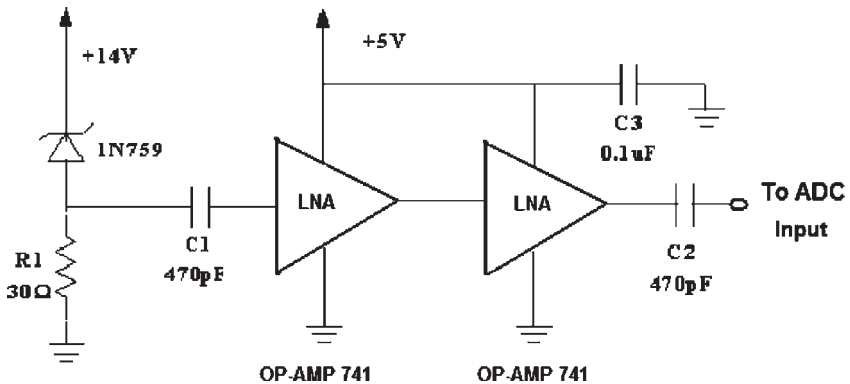 +14V
+5V
1N759
C3
0.1uF
LNA
LNA
To ADC
Input
C1
470pF
C2
470pF
R1
30Ω
OP-AMP 741
OP-AMP 741